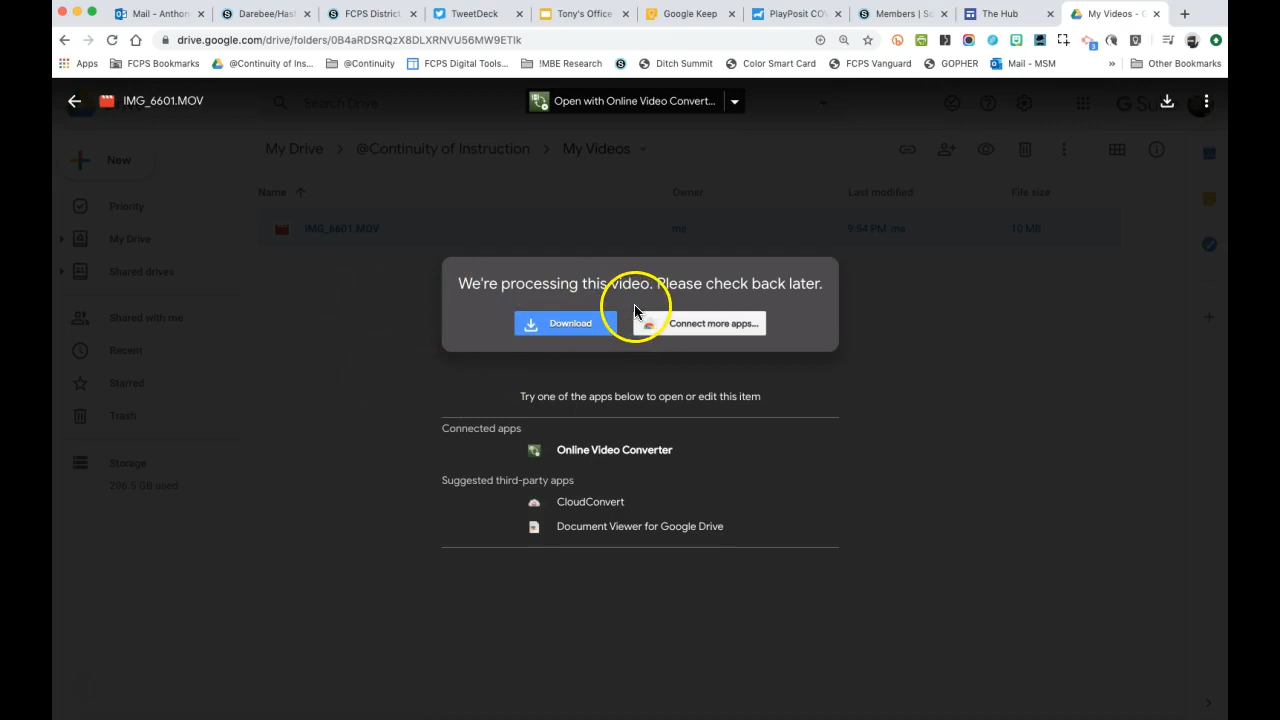 Mail - Anthon
Darebee/Hast
FCPS District
TweetDeck
Tony's Office
Google Keep
PlayPosit CO
Members | Sc
The Hub
My Videos - G
drive.google.com/drive/folders/0B4aRDSRQzX8DLXRNVU56MW9ETlk
Apps
FCPS Bookmarks
@Continuity of Ins...
@Continuity
FCPS Digital Tools...
!MBE Research
Ditch Summit
Color Smart Card
FCPS Vanguard
GOPHER
Mail - MSM
»
Other Bookmarks
IMG_6601.MOV
Search Drive
Open with Online Video Convert...
G Su
New
My Drive > @Continuity of Instruction > My Videos
Name
Owner
Last modified
File size
IMG_6601.MOV
me
9:54 PM me
10 MB
Priority
My Drive
Shared drives
Shared with me
Recent
Starred
Trash
Storage
206.5 GB used
We're processing this video. Please check back later.
Download
Connect more apps...
Try one of the apps below to open or edit this item
Connected apps
Online Video Converter
Suggested third-party apps
CloudConvert
Document Viewer for Google Drive